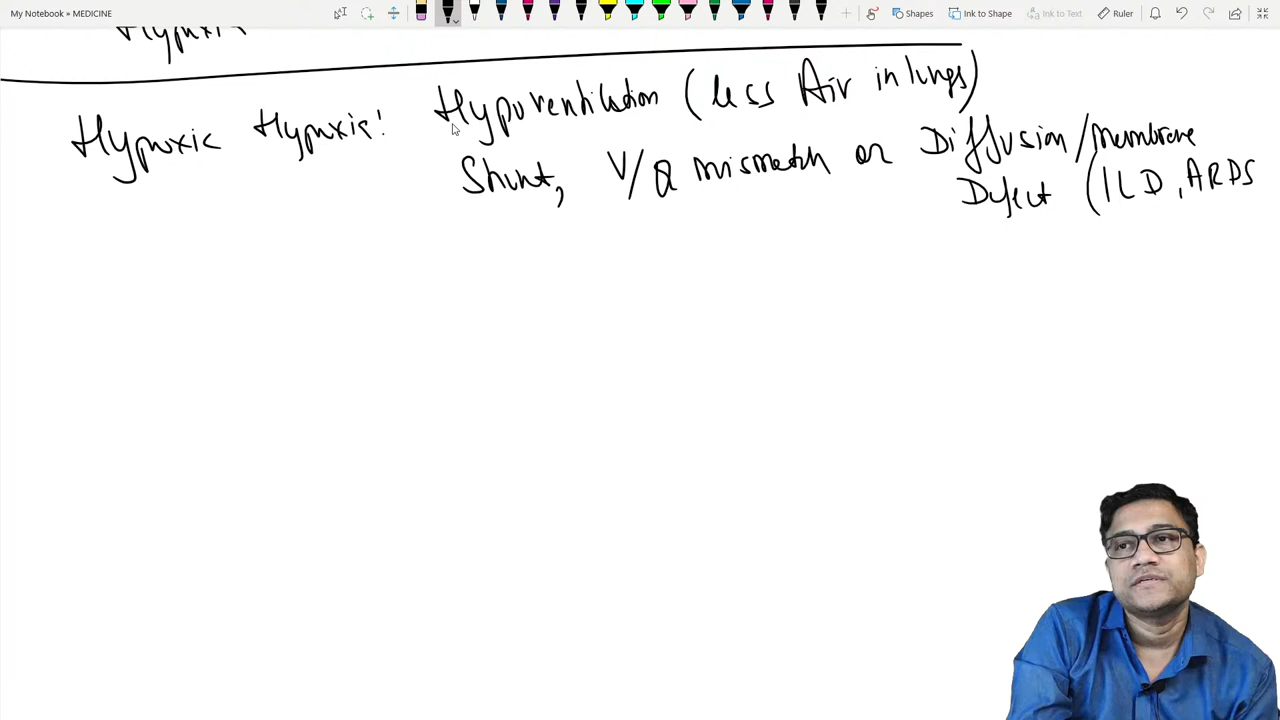 My Notebook » MEDICINE
Shapes Ink to Shape Ink to Text Ruler
Hypoxia
Hypoxic Hypoxia: Hypoventilation (less Air in lungs)
Shunt, V/Q mismatch or Diffusion/membrane
Defect (ILD, ARDS